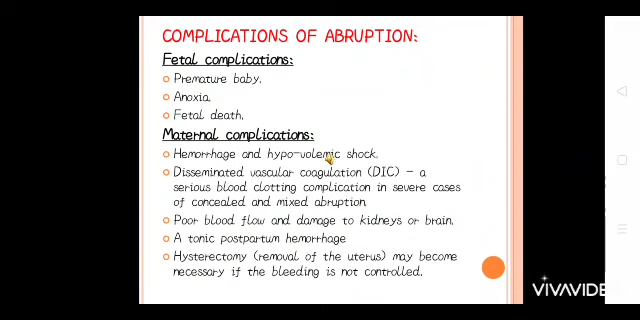 COMPLICATIONS OF ABRUPTION:
Fetal complications:
Premature baby.
Anoxia.
Fetal death.
Maternal complications:
Hemorrhage and hypo-volemic shock.
Disseminated vascular coagulation (DIC) - a
serious blood clotting complication in severe cases
of concealed and mixed abruption.
Poor blood flow and damage to kidneys or brain.
A tonic postpartum hemorrhage
Hysterectomy (removal of the uterus) may become
necessary if the bleeding is not controlled.
VIVAVIDE